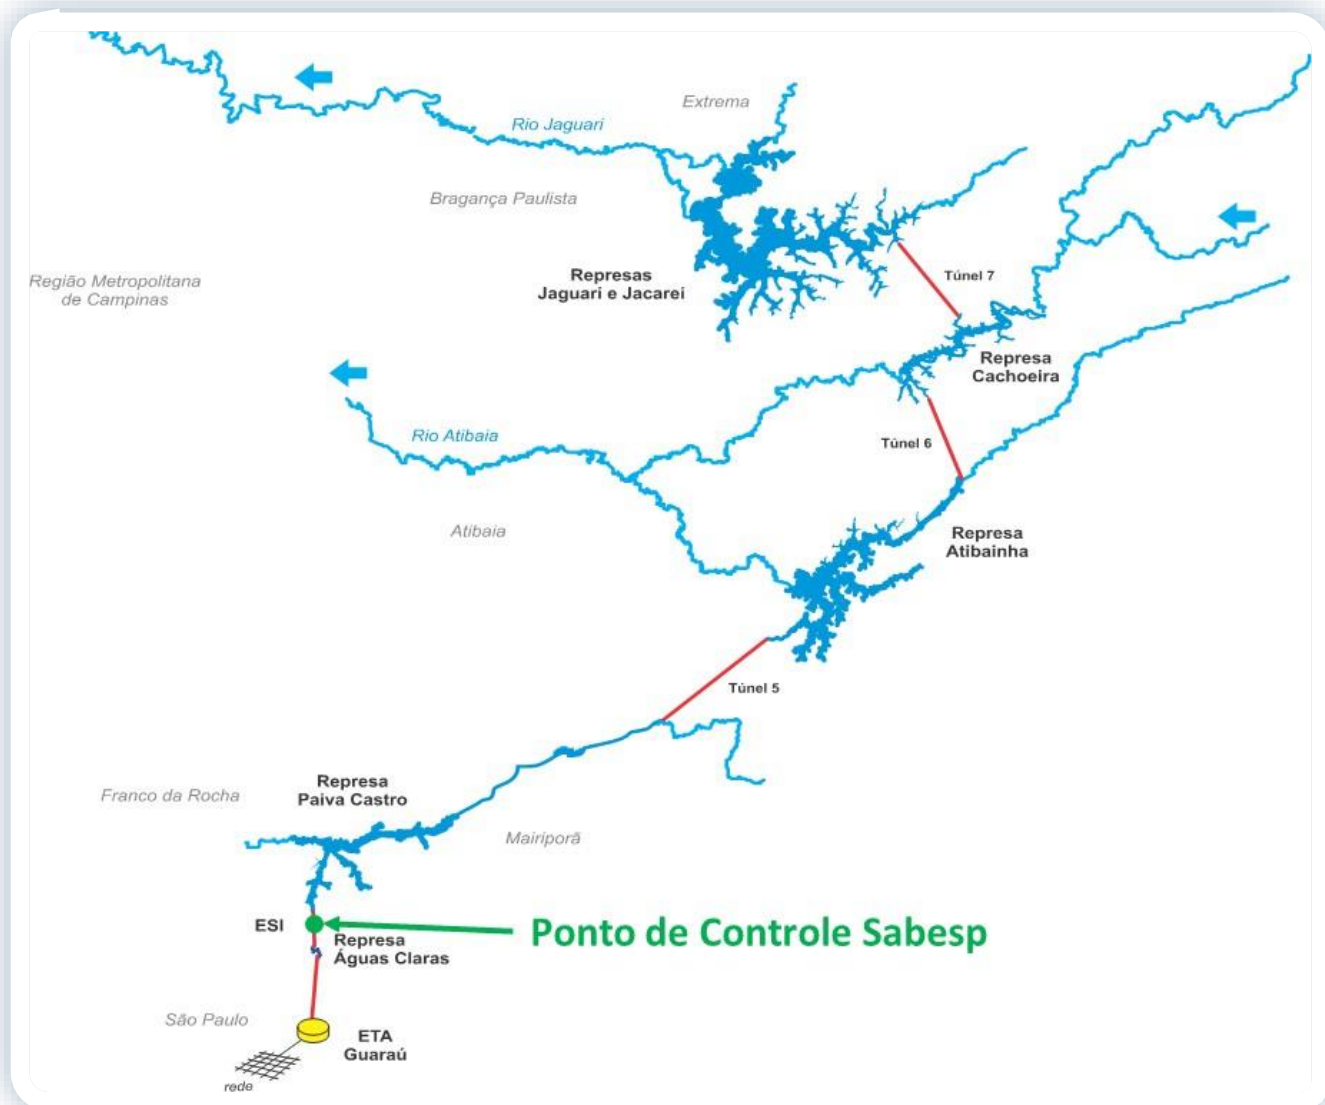 Extrema
Rio Jaguari
Bragança Paulista
Região Metropolitana
de Campinas
Represas
Jaguari e Jacarei
Túnel 7
Represa
Cachoeira
Rio Atibaia
Túnel 6
Atibaia
Represa
Atibainha
Túnel 5
Represa
Paiva Castro
Franco da Rocha
Mairiporã
ESI
Ponto de Controle Sabesp
Represa
Águas Claras
São Paulo
ETA
Guaraú
rede